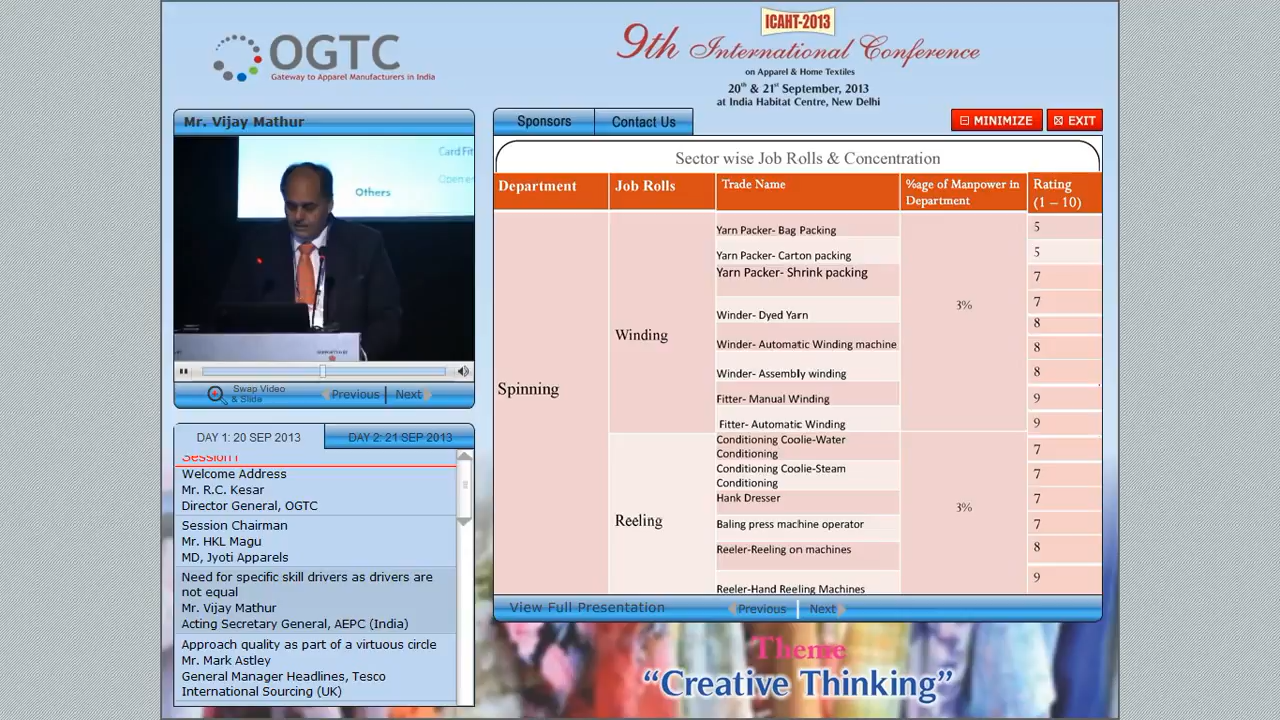 OGTC
Gateway to Apparel Manufacturers in India
ICAHT-2013
9th International Conference
on Apparel & Home Textiles
20th & 21st September, 2013
at India Habitat Centre, New Delhi
Mr. Vijay Mathur
Card Fit
Open e
Others
Swap Video
& Slide
Previous
Next
DAY 1: 20 SEP 2013
DAY 2: 21 SEP 2013
Session I
Welcome Address
Mr. R.C. Kesar
Director General, OGTC
Session Chairman
Mr. HKL Magu
MD, Jyoti Apparels
Need for specific skill drivers as drivers are
not equal
Mr. Vijay Mathur
Acting Secretary General, AEPC (India)
Approach quality as part of a virtuous circle
Mr. Mark Astley
General Manager Headlines, Tesco
International Sourcing (UK)
Sponsors
Contact Us
MINIMIZE
EXIT
Sector wise Job Rolls & Concentration
Department
Job Rolls
Trade Name
%age of Manpower in
Department
Rating
(1 – 10)
Spinning
Winding
Yarn Packer- Bag Packing
Yarn Packer- Carton packing
Yarn Packer- Shrink packing
Winder- Dyed Yarn
Winder- Automatic Winding machine
Winder- Assembly winding
Fitter- Manual Winding
Fitter- Automatic Winding
3%
5
5
7
7
8
8
8
9
9
Reeling
Conditioning Coolie-Water
Conditioning
Conditioning Coolie-Steam
Conditioning
Hank Dresser
Baling press machine operator
Reeler-Reeling on machines
Reeler-Hand Reeling Machines
3%
7
7
7
7
8
9
View Full Presentation
Previous
Next
Theme
“Creative Thinking”